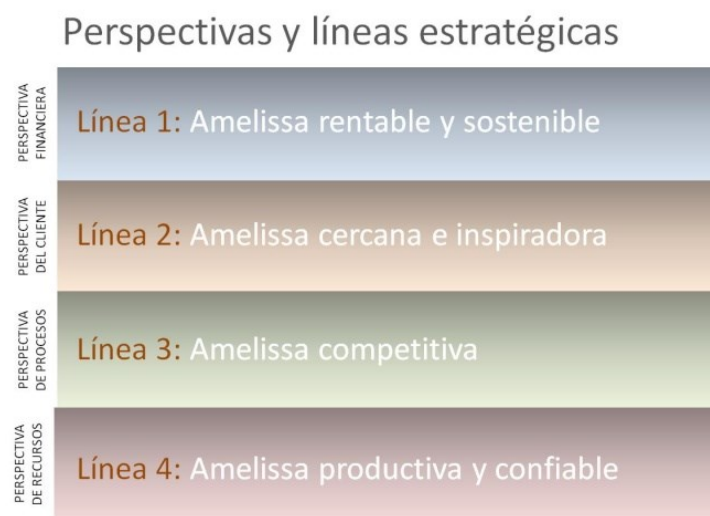 Perspectivas y líneas estratégicas
PERSPECTIVA
FINANCIERA
Línea 1: Amelissa rentable y sostenible
PERSPECTIVA
DEL CLIENTE
Línea 2: Amelissa cercana e inspiradora
PERSPECTIVA
DE PROCESOS
Línea 3: Amelissa competitiva
PERSPECTIVA
DE RECURSOS
Línea 4: Amelissa productiva y confiable